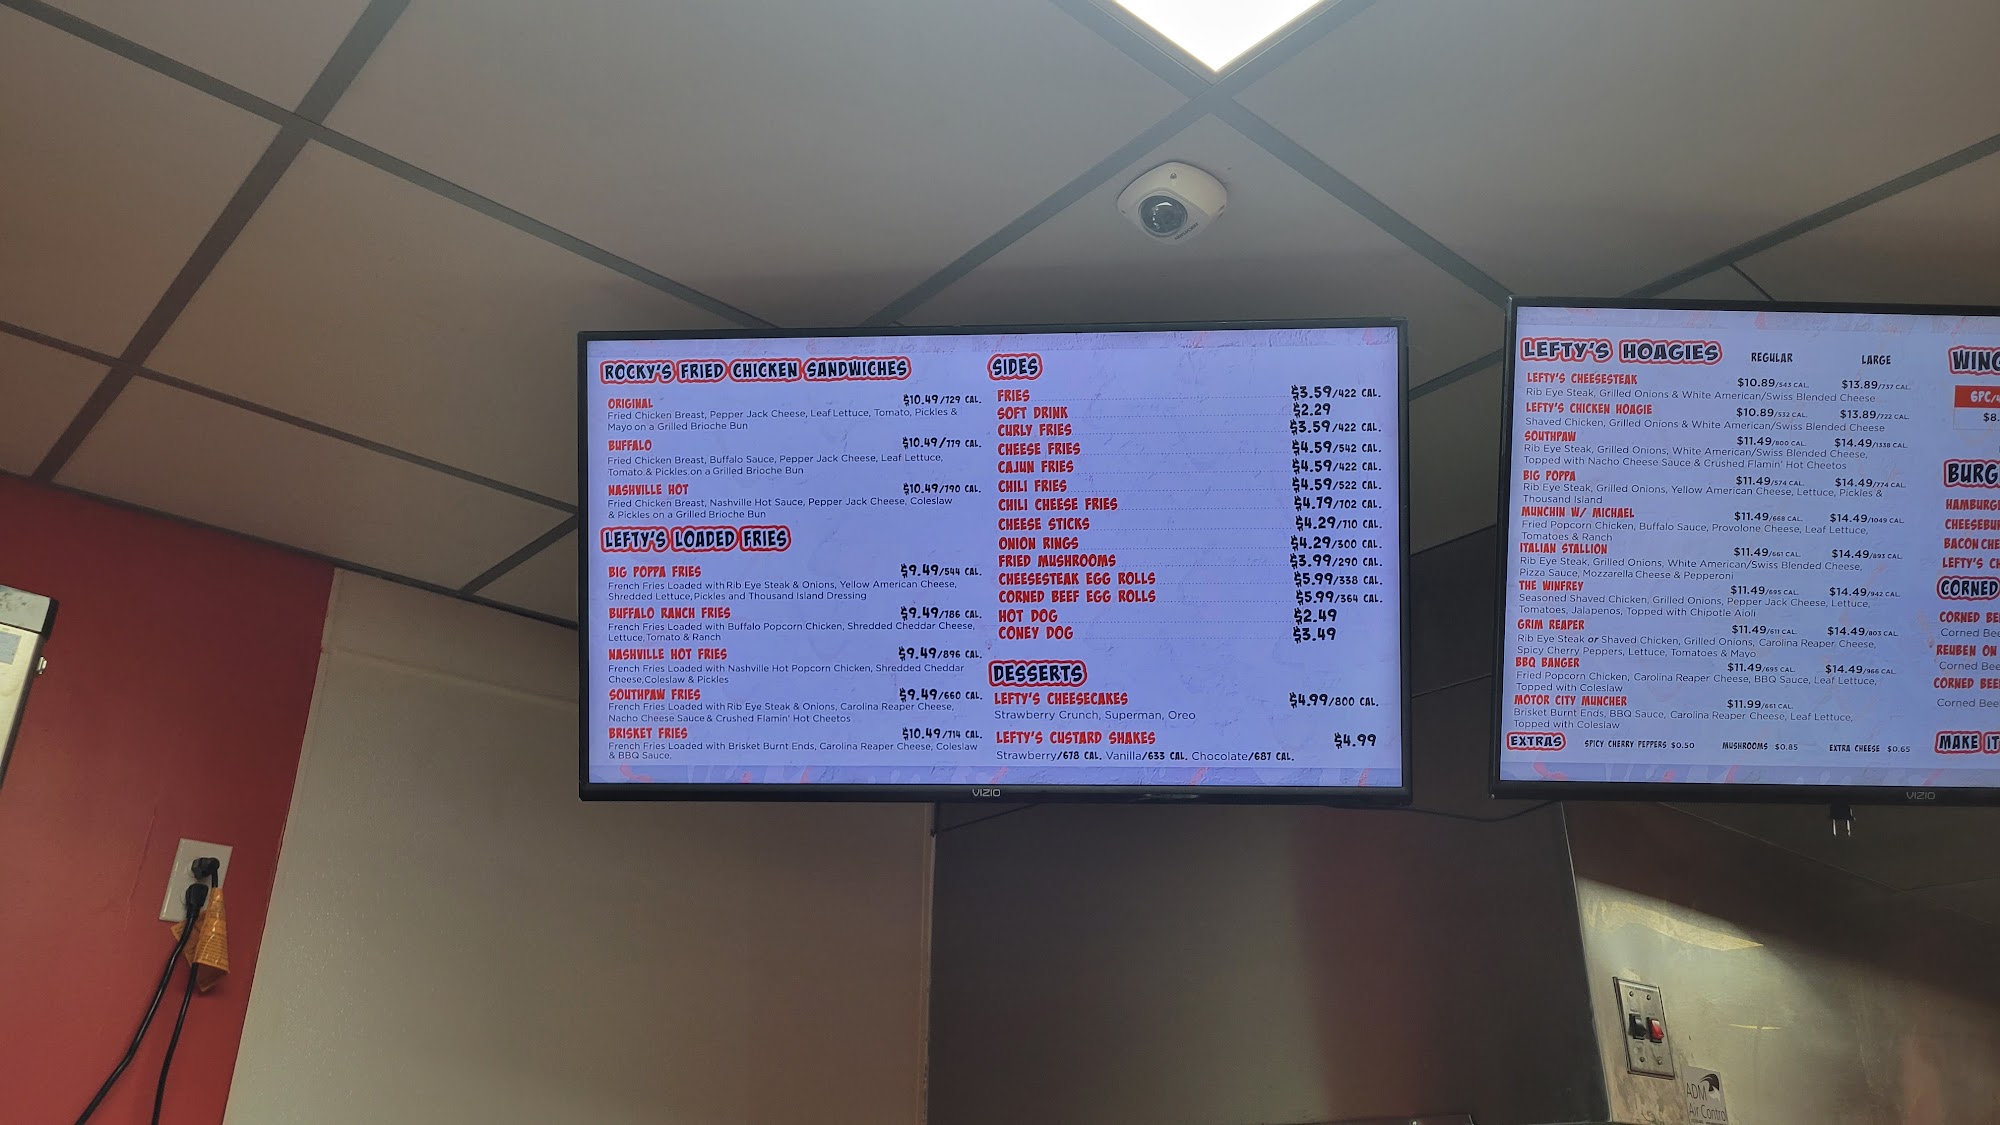 ROCKY'S FRIED CHICKEN SANDWICHES
ORIGINAL $10.49/729 CAL.
Fried Chicken Breast, Pepper Jack Cheese, Leaf Lettuce, Tomato, Pickles &
Mayo on a Grilled Brioche Bun
BUFFALO $10.49/779 CAL.
Fried Chicken Breast, Buffalo Sauce, Pepper Jack Cheese, Leaf Lettuce,
Tomato & Pickles on a Grilled Brioche Bun
NASHVILLE HOT $10.49/790 CAL.
Fried Chicken Breast, Nashville Hot Sauce, Pepper Jack Cheese, Coleslaw
& Pickles on a Grilled Brioche Bun
LEFTY'S LOADED FRIES
BIG POPPA FRIES $9.49/544 CAL.
French Fries Loaded with Rib Eye Steak & Onions, Yellow American Cheese,
Shredded Lettuce, Pickles and Thousand Island Dressing
BUFFALO RANCH FRIES $9.49/786 CAL.
French Fries Loaded with Buffalo Popcorn Chicken, Shredded Cheddar Cheese,
Lettuce, Tomato & Ranch
NASHVILLE HOT FRIES $9.49/896 CAL.
French Fries Loaded with Nashville Hot Popcorn Chicken, Shredded Cheddar
Cheese, Coleslaw & Pickles
SOUTHPAW FRIES $9.49/660 CAL.
French Fries Loaded with Rib Eye Steak & Onions, Carolina Reaper Cheese,
Nacho Cheese Sauce & Crushed Flamin' Hot Cheetos
BRISKET FRIES $10.49/714 CAL.
French Fries Loaded with Brisket Burnt Ends, Carolina Reaper Cheese, Coleslaw
& BBQ Sauce,
SIDES
FRIES $3.59/422 CAL.
SOFT DRINK $2.29
CURLY FRIES $3.59/422 CAL.
CHEESE FRIES $4.59/542 CAL.
CAJUN FRIES $4.59/422 CAL.
CHILI FRIES $4.59/522 CAL.
CHILI CHEESE FRIES $4.79/702 CAL.
CHEESE STICKS $4.29/710 CAL.
ONION RINGS $4.29/300 CAL.
FRIED MUSHROOMS $3.99/290 CAL.
CHEESESTEAK EGG ROLLS $5.99/338 CAL.
CORNED BEEF EGG ROLLS $5.99/364 CAL.
HOT DOG $2.49
CONEY DOG $3.49
DESSERTS
LEFTY'S CHEESECAKES $4.99/800 CAL.
Strawberry Crunch, Superman, Oreo
LEFTY'S CUSTARD SHAKES $4.99
Strawberry/678 CAL. Vanilla/633 CAL. Chocolate/687 CAL.
VIZIO
LEFTY'S HOAGIES REGULAR LARGE
LEFTY'S CHEESESTEAK $10.89/543 CAL. $13.89/737 CAL.
Rib Eye Steak, Grilled Onions & White American/Swiss Blended Cheese
LEFTY'S CHICKEN HOAGIE $10.89/532 CAL. $13.89/722 CAL.
Shaved Chicken, Grilled Onions & White American/Swiss Blended Cheese
SOUTHPAW $11.49/800 CAL. $14.49/1338 CAL.
Rib Eye Steak, Grilled Onions, White American/Swiss Blended Cheese,
Topped with Nacho Cheese Sauce & Crushed Flamin' Hot Cheetos
BIG POPPA $11.49/574 CAL. $14.49/774 CAL.
Rib Eye Steak, Grilled Onions, Yellow American Cheese, Lettuce, Pickles &
Thousand Island
MUNCHIN W/ MICHAEL $11.49/668 CAL. $14.49/1049 CAL.
Fried Popcorn Chicken, Buffalo Sauce, Provolone Cheese, Leaf Lettuce,
Tomatoes & Ranch
ITALIAN STALLION $11.49/661 CAL. $14.49/893 CAL.
Rib Eye Steak, Grilled Onions, White American/Swiss Blended Cheese,
Pizza Sauce, Mozzarella Cheese & Pepperoni
THE WINFREY $11.49/695 CAL. $14.49/942 CAL.
Seasoned Shaved Chicken, Grilled Onions, Pepper Jack Cheese, Lettuce,
Tomatoes, Jalapenos, Topped with Chipotle Aioli
GRIM REAPER $11.49/611 CAL. $14.49/803 CAL.
Rib Eye Steak or Shaved Chicken, Grilled Onions, Carolina Reaper Cheese,
Spicy Cherry Peppers, Lettuce, Tomatoes & Mayo
BBQ BANGER $11.49/695 CAL. $14.49/966 CAL.
Fried Popcorn Chicken, Carolina Reaper Cheese, BBQ Sauce, Leaf Lettuce,
Topped with Coleslaw
MOTOR CITY MUNCHER $11.99/661 CAL.
Brisket Burnt Ends, BBQ Sauce, Carolina Reaper Cheese, Leaf Lettuce,
Topped with Coleslaw
EXTRAS SPICY CHERRY PEPPERS $0.50 MUSHROOMS $0.85 EXTRA CHEESE $0.65
WING
6PC/
$8.
BURG
HAMBURGE
CHEESEBU
BACON CHE
LEFTY'S C
CORNED
CORNED BE
Corned Bee
REUBEN ON
Corned Bee
CORNED BEE
Corned Bee
MAKE IT
VIZIO
ADM
Air Control